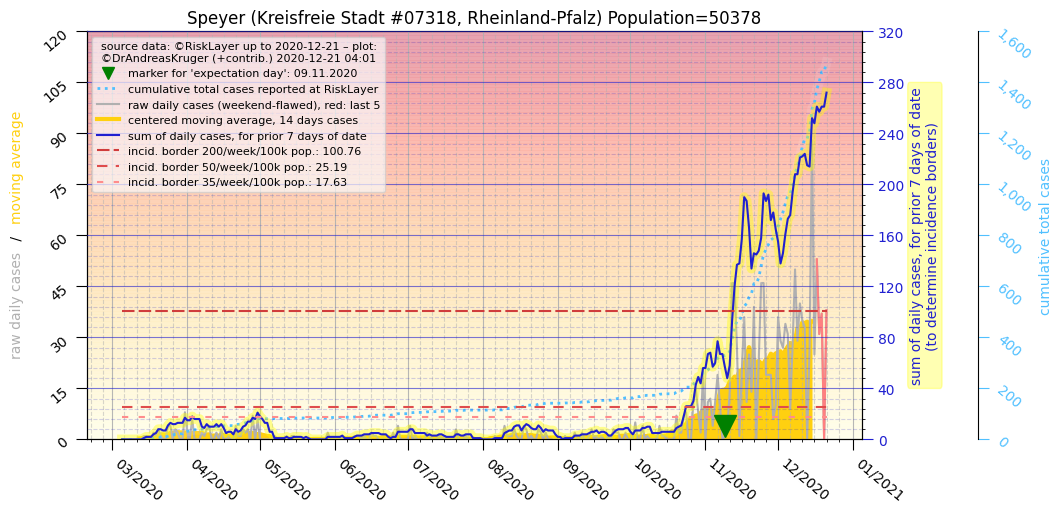 Speyer (Kreisfreie Stadt #07318, Rheinland-Pfalz) Population=50378
source data: ©RiskLayer up to 2020-12-21 – plot:
©DrAndreasKruger (+contrib.) 2020-12-21 04:01
marker for 'expectation day': 09.11.2020
cumulative total cases reported at RiskLayer
raw daily cases (weekend-flawed), red: last 5
centered moving average, 14 days cases
sum of daily cases, for prior 7 days of date
incid. border 200/week/100k pop.: 100.76
incid. border 50/week/100k pop.: 25.19
incid. border 35/week/100k pop.: 17.63
raw daily cases / moving average
120
105
90
75
60
45
30
15
0
03/2020
04/2020
05/2020
06/2020
07/2020
08/2020
09/2020
10/2020
11/2020
12/2020
01/2021
320
280
240
200
160
120
80
40
0
sum of daily cases, for prior 7 days of date
(to determine incidence borders)
1,600
1,400
1,200
1,000
800
600
400
200
0
cumulative total cases